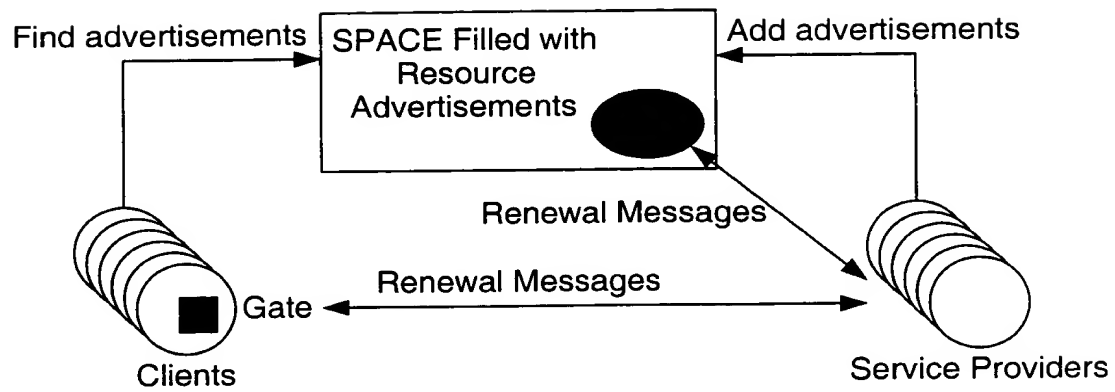 Find advertisements
SPACE Filled with
Resource
Advertisements
Add advertisements
Renewal Messages
Renewal Messages
Gate
Clients
Service Providers